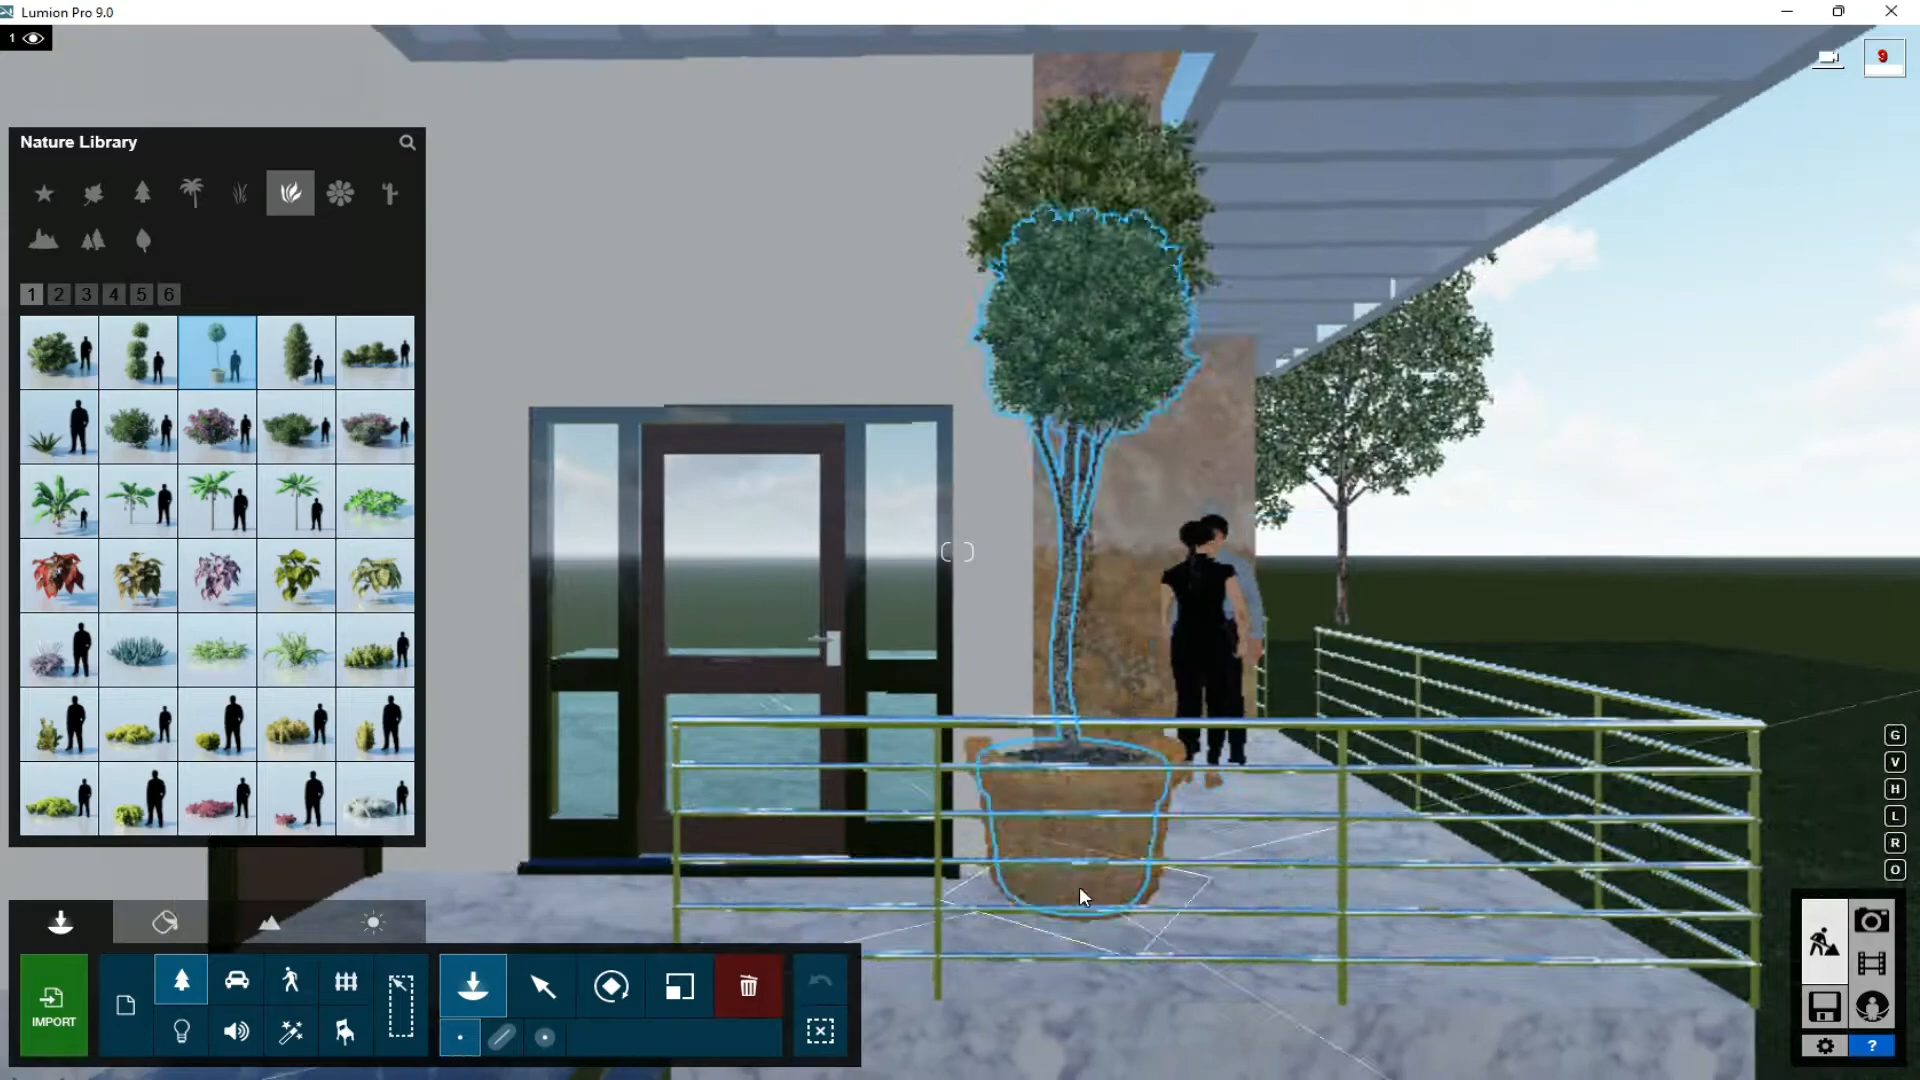 Lumion Pro 9.0
1
9
Nature Library
1 2 3 4 5 6
G
V
H
L
R
O
IMPORT
?